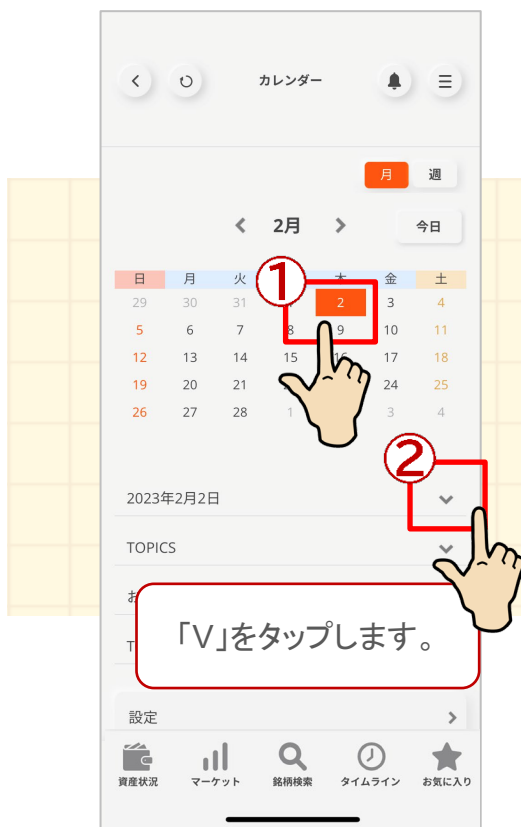 カレンダー
月 週
2月 今日
日 月 火 木 金 土
29 30 31 1 2 3 4
5 6 7 8 9 10 11
12 13 14 15 16 17 18
19 20 21 24 25
26 27 28 1 3 4
①
②
2023年2月2日
TOPICS
お
T
「V」をタップします。
設定
資産状況 マーケット 銘柄検索 タイムライン お気に入り